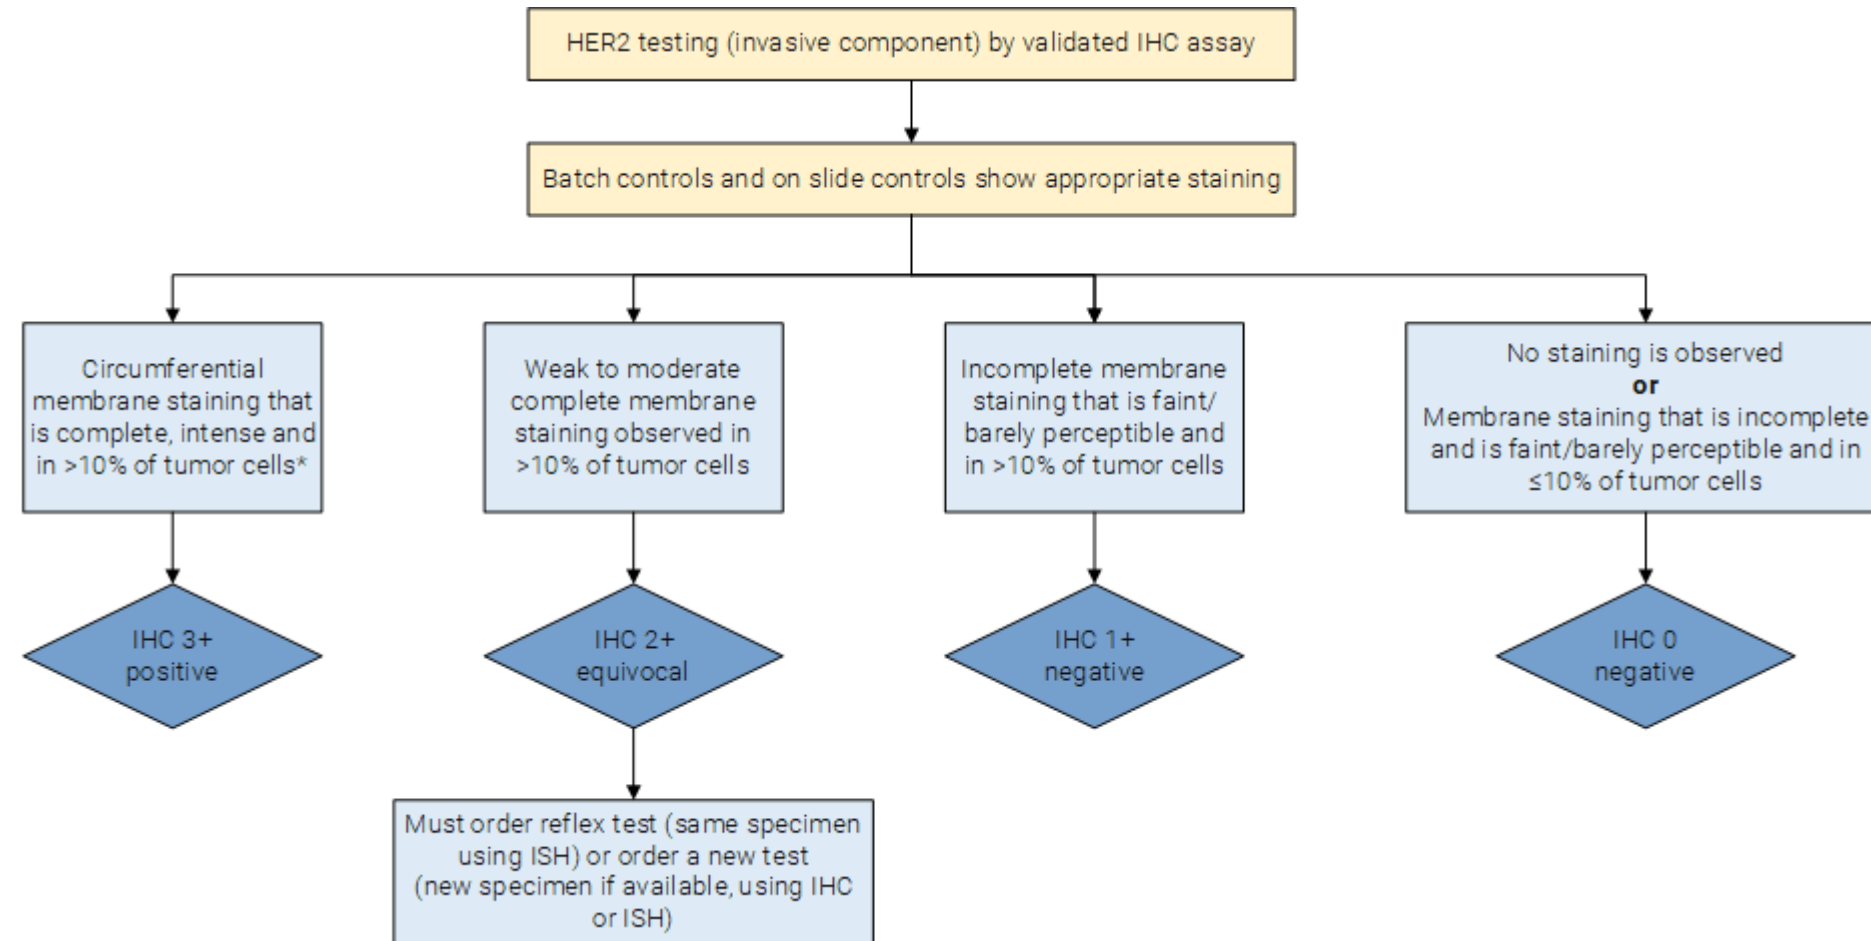 HER2 testing (invasive component) by validated IHC assay
Batch controls and on slide controls show appropriate staining
Circumferential
membrane staining that
is complete, intense and
in >10% of tumor cells*
Weak to moderate
complete membrane
staining observed in
>10% of tumor cells
Incomplete membrane
staining that is faint/
barely perceptible and
in >10% of tumor cells
No staining is observed
or
Membrane staining that is incomplete
and is faint/barely perceptible and in
≤10% of tumor cells
IHC 3+
positive
IHC 2+
equivocal
IHC 1+
negative
IHC 0
negative
Must order reflex test (same specimen
using ISH) or order a new test
(new specimen if available, using IHC
or ISH)